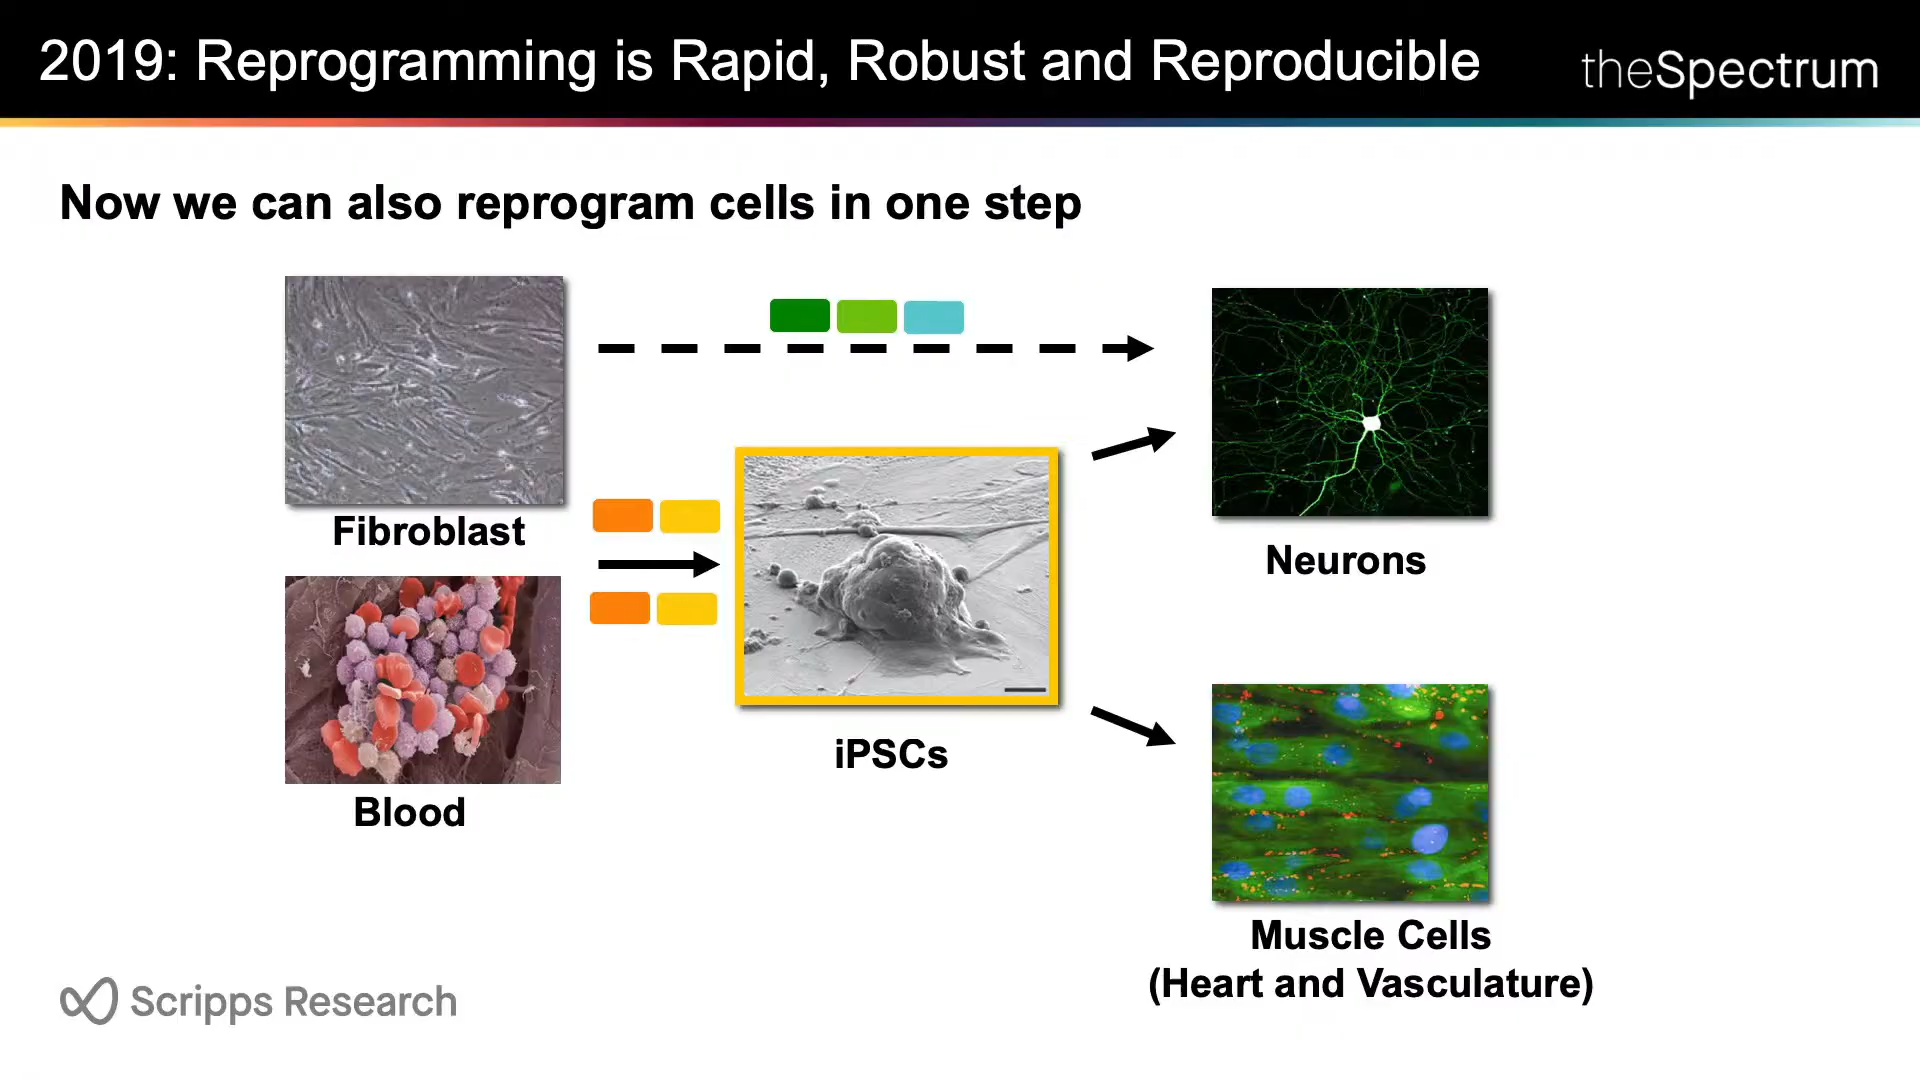 2019: Reprogramming is Rapid, Robust and Reproducible
theSpectrum
Now we can also reprogram cells in one step
Fibroblast
Blood
iPSCs
Neurons
Muscle Cells
(Heart and Vasculature)
Scripps Research